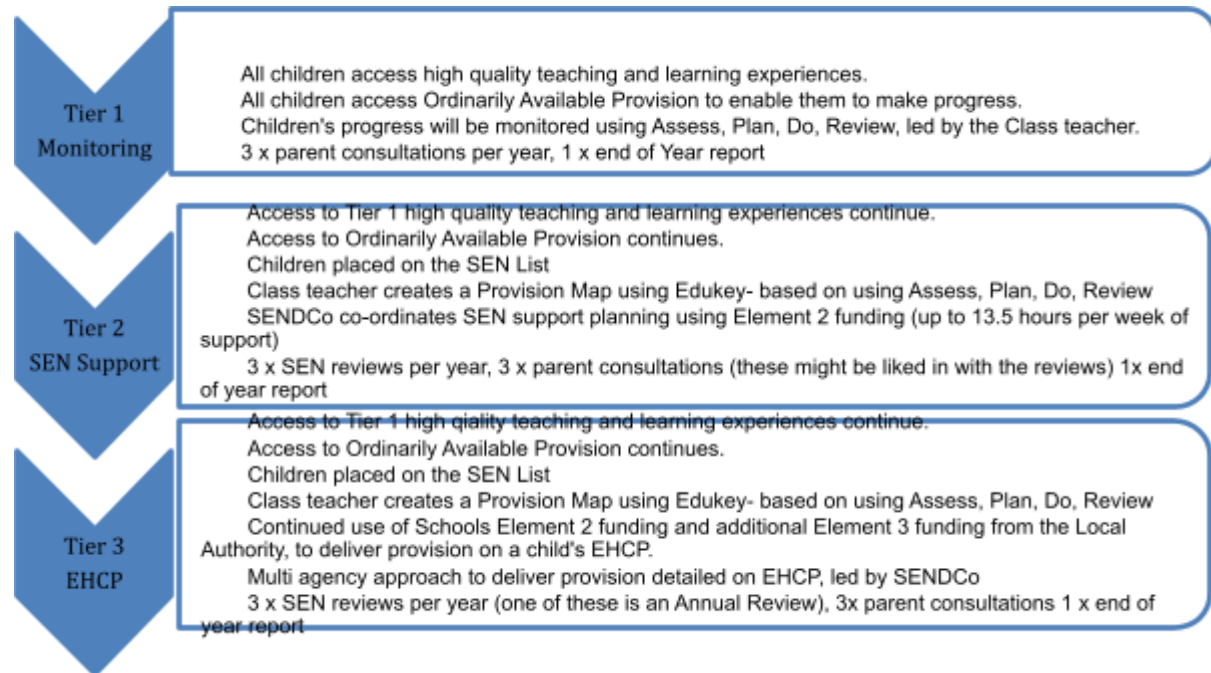 Tier 1
Monitoring
All children access high quality teaching and learning experiences.
All children access Ordinarily Available Provision to enable them to make progress.
Children's progress will be monitored using Assess, Plan, Do, Review, led by the Class teacher.
3 x parent consultations per year, 1 x end of Year report
Tier 2
SEN Support
Access to Tier 1 high quality teaching and learning experiences continue.
Access to Ordinarily Available Provision continues.
Children placed on the SEN List
Class teacher creates a Provision Map using Edukey- based on using Assess, Plan, Do, Review
SENDCo co-ordinates SEN support planning using Element 2 funding (up to 13.5 hours per week of
support)
3 x SEN reviews per year, 3 x parent consultations (these might be liked in with the reviews) 1x end
of year report
Tier 3
EHCP
Access to Tier 1 high qiality teaching and learning experiences continue.
Access to Ordinarily Available Provision continues.
Children placed on the SEN List
Class teacher creates a Provision Map using Edukey- based on using Assess, Plan, Do, Review
Continued use of Schools Element 2 funding and additional Element 3 funding from the Local
Authority, to deliver provision on a child's EHCP.
Multi agency approach to deliver provision detailed on EHCP, led by SENDCo
3 x SEN reviews per year (one of these is an Annual Review), 3x parent consultations 1 x end of
year report